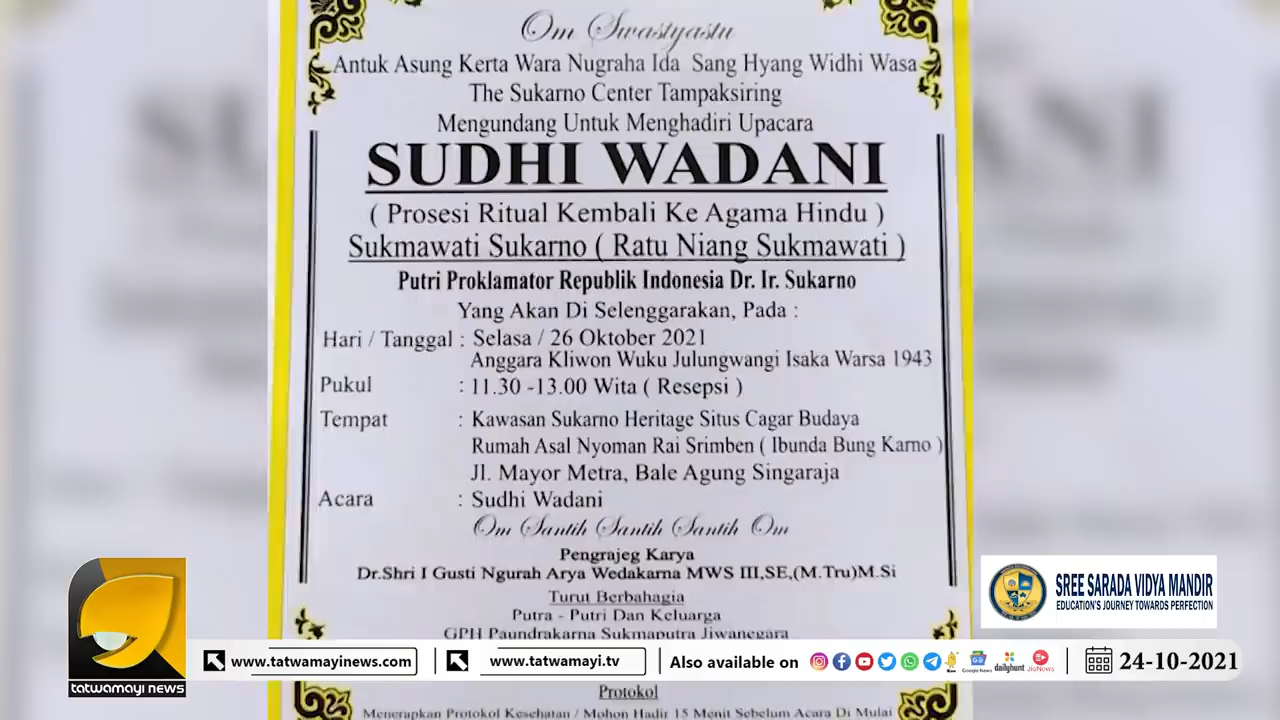 Om Swastyastu
Antuk Asung Kerta Wara Nugraha Ida Sang Hyang Widhi Wasa
The Sukarno Center Tampaksiring
Mengundang Untuk Menghadiri Upacara
SUDHI WADANI
( Prosesi Ritual Kembali Ke Agama Hindu )
Sukmawati Sukarno ( Ratu Niang Sukmawati )
Putri Proklamator Republik Indonesia Dr. Ir. Sukarno
Yang Akan Di Selenggarakan, Pada :
Hari / Tanggal : Selasa / 26 Oktober 2021
Anggara Kliwon Wuku Julungwangi Isaka Warsa 1943
Pukul : 11.30 -13.00 Wita ( Resepsi )
Tempat : Kawasan Sukarno Heritage Situs Cagar Budaya
Rumah Asal Nyoman Rai Srimben ( Ibunda Bung Karno )
Jl. Mayor Metra, Bale Agung Singaraja
Acara : Sudhi Wadani
Om Santih Santih Santih Om
Pengrajeg Karya
Dr.Shri I Gusti Ngurah Arya Wedakarna MWS III,SE,(M.Tru)M.Si
Turut Berbahagia
Putra - Putri Dan Keluarga
GPH Paundrakarna Sukmaputra Jiwanegara
Protokol
Menerapkan Protokol Kesehatan / Mohon Hadir 15 Menit Sebelum Acara Di Mulai
SREE SARADA VIDYA MANDIR
EDUCATION'S JOURNEY TOWARDS PERFECTION
tatwamayi news
www.tatwamayinews.com
www.tatwamayi.tv
Also available on
Google News
dailyhunt
JioNews
24-10-2021